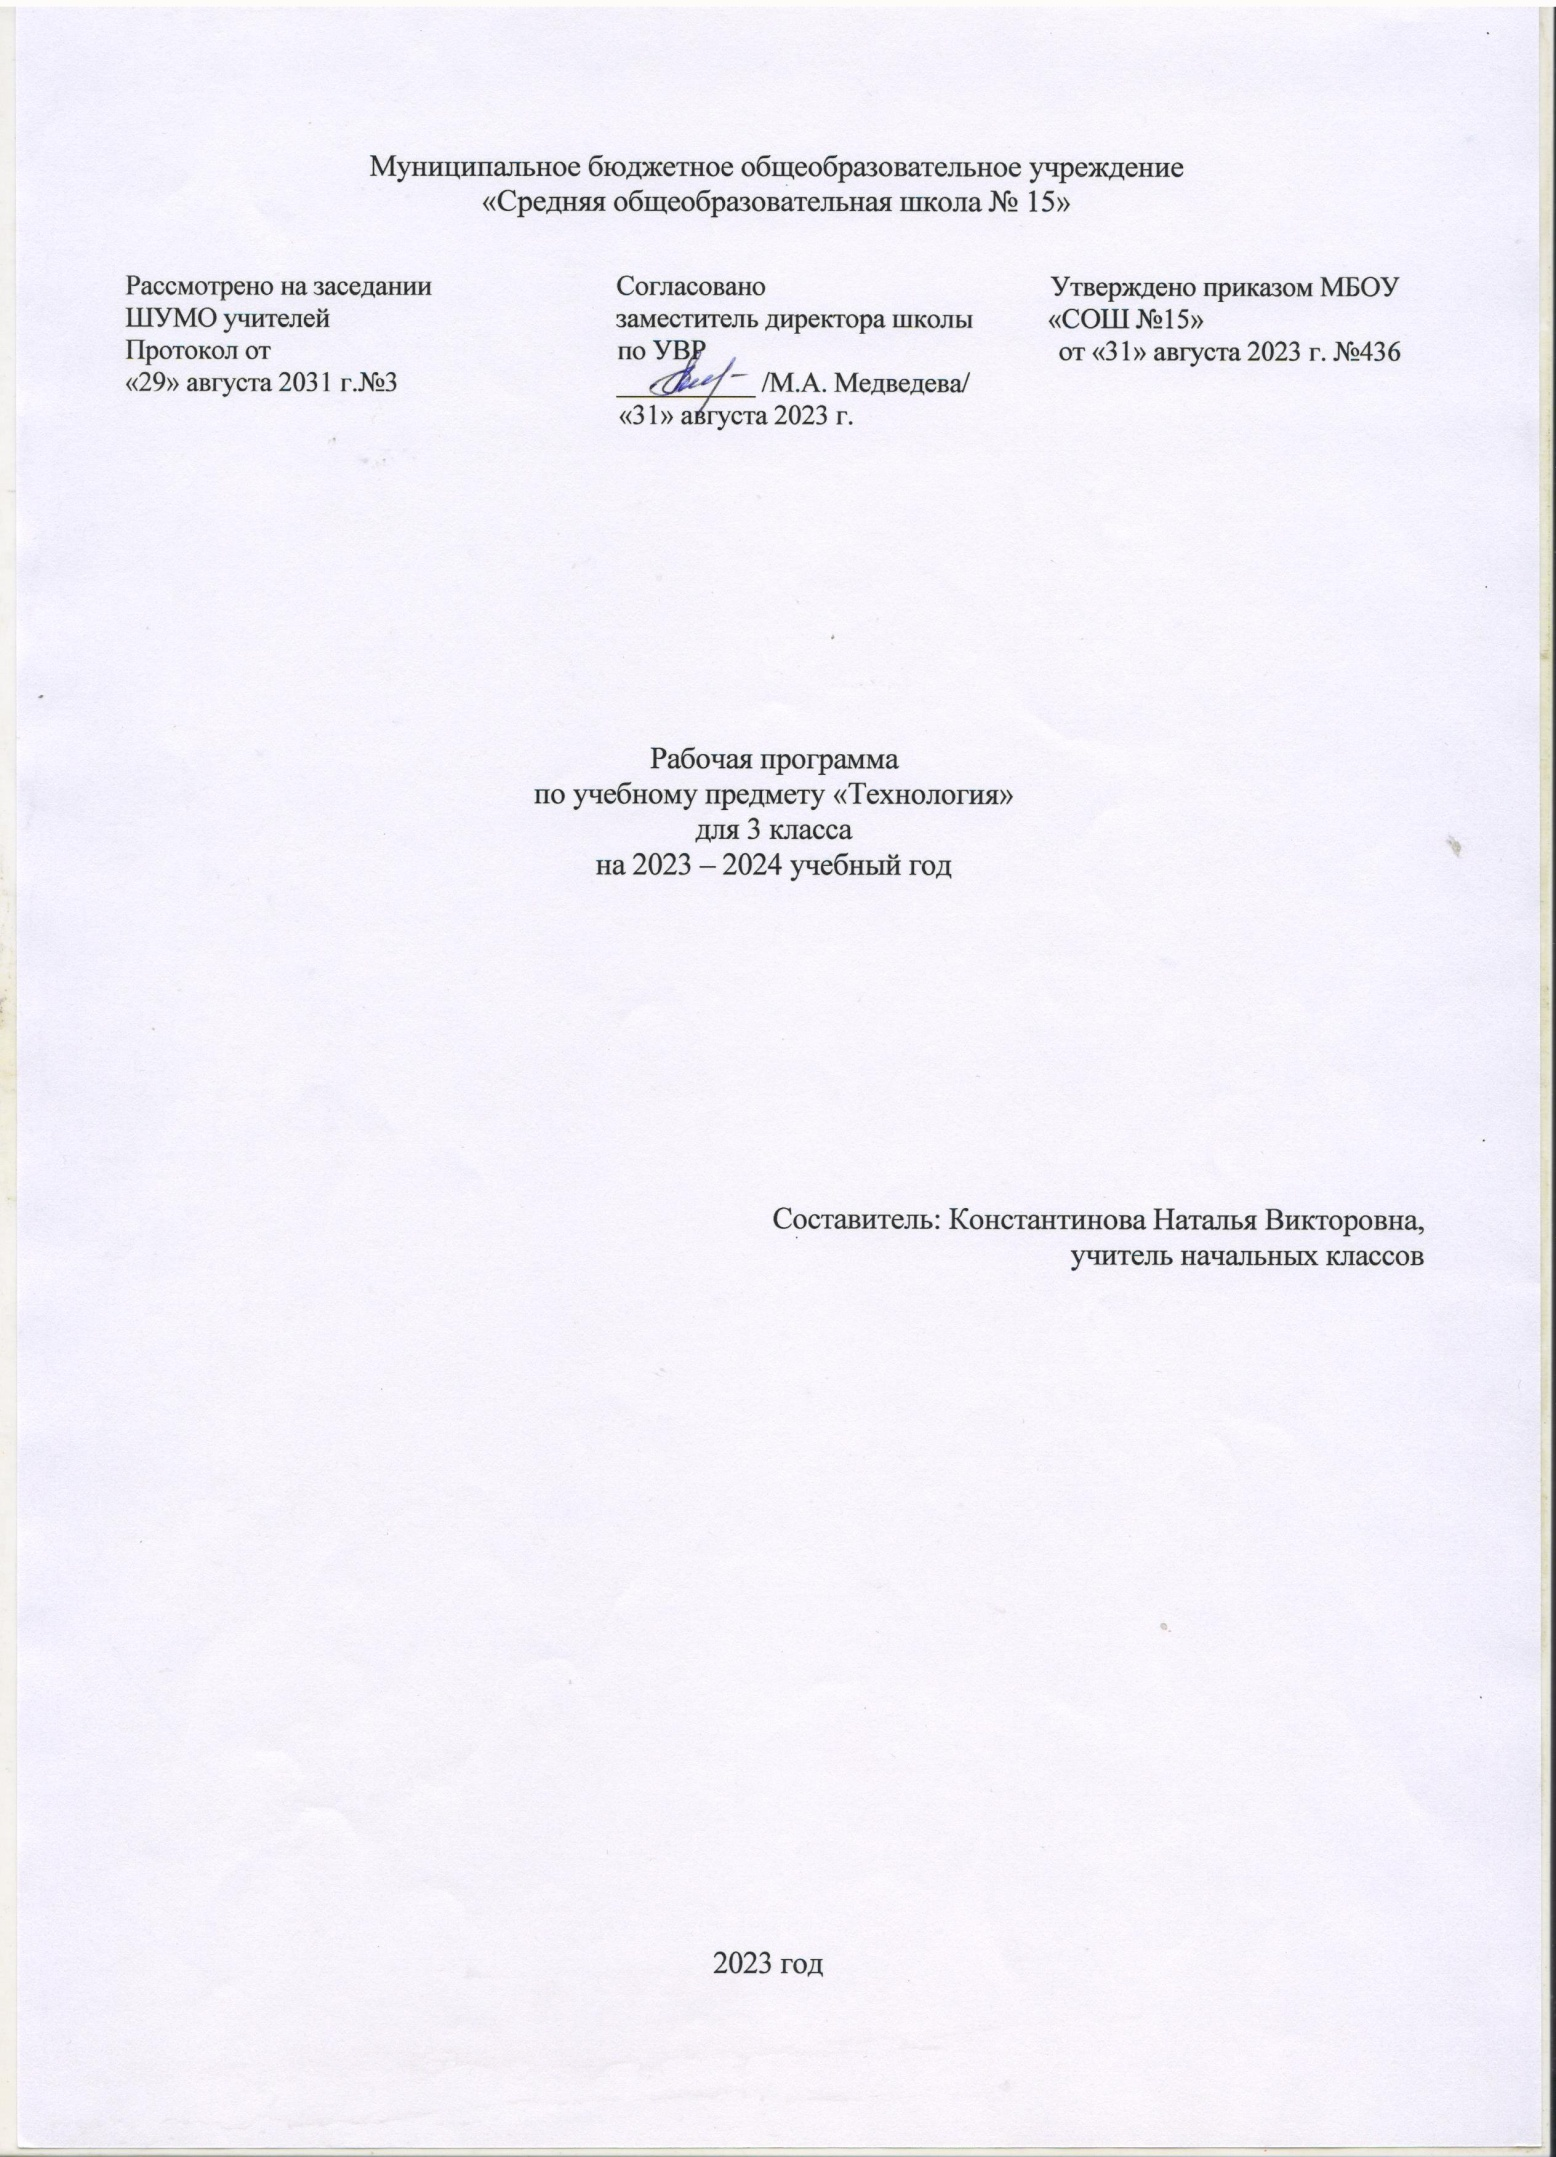 Муниципальное бюджетное общеобразовательное учреждение
«Средняя общеобразовательная школа № 15»
Рассмотрено на заседании
ШУМО учителей
Протокол от
«29» августа 2031 г.№3
Согласовано
заместитель директора школы
по УВР
/М.А. Медведева/
«31» августа 2023 г.
Утверждено приказом МБОУ
«СОШ №15»
от «31» августа 2023 г. №436
Рабочая программа
по учебному предмету «Технология»
для 3 класса
на 2023 – 2024 учебный год
Составитель: Константинова Наталья Викторовна,
учитель начальных классов
2023 год